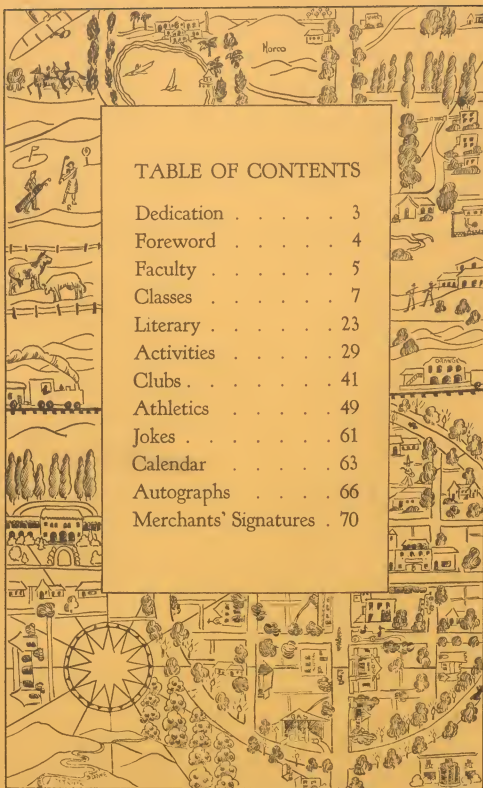 Norco
TABLE OF CONTENTS
Dedication . . . . . 3
Foreword . . . . . 4
Faculty . . . . . . 5
Classes . . . . . . 7
Literary . . . . . . 23
Activities . . . . . 29
Clubs . . . . . . . 41
Athletics . . . . . 49
Jokes . . . . . . . 61
Calendar . . . . . 63
Autographs . . . . 66
Merchants' Signatures . 70